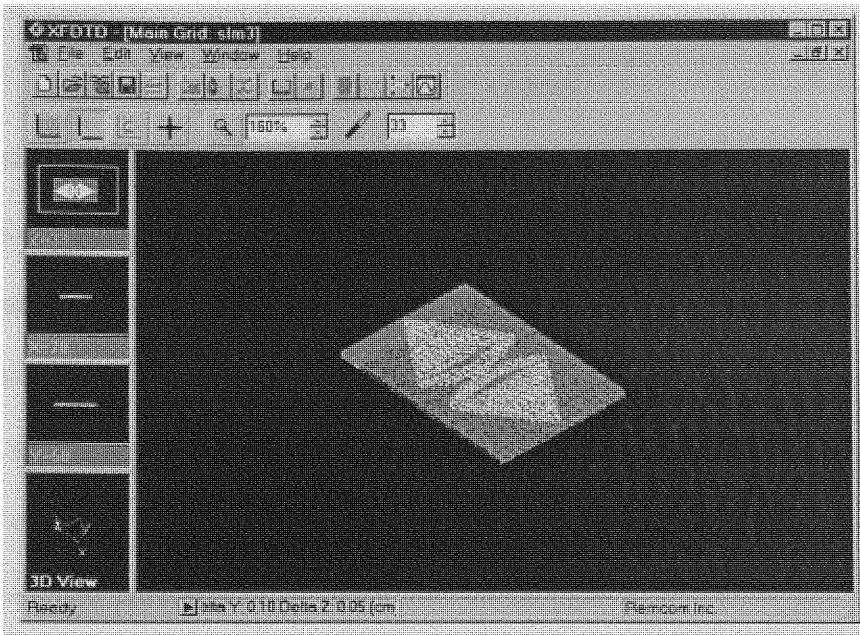 XFDTD - [Main Grid slm3]
File Edit View Window Help
160% 33
3D View
Ready Delta Y: 0.10 Delta Z: 0.05 (cm Remcom Inc.